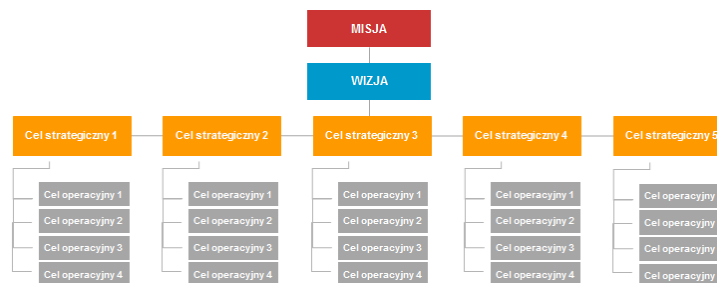 MISJA
WIZJA
Cel strategiczny 1
Cel strategiczny 2
Cel strategiczny 3
Cel strategiczny 4
Cel strategiczny 5
Cel operacyjny 1
Cel operacyjny 2
Cel operacyjny 3
Cel operacyjny 4
Cel operacyjny 1
Cel operacyjny 2
Cel operacyjny 3
Cel operacyjny 4
Cel operacyjny 1
Cel operacyjny 2
Cel operacyjny 3
Cel operacyjny 4
Cel operacyjny 1
Cel operacyjny 2
Cel operacyjny 3
Cel operacyjny 4
Cel operacyjny
Cel operacyjny
Cel operacyjny
Cel operacyjny